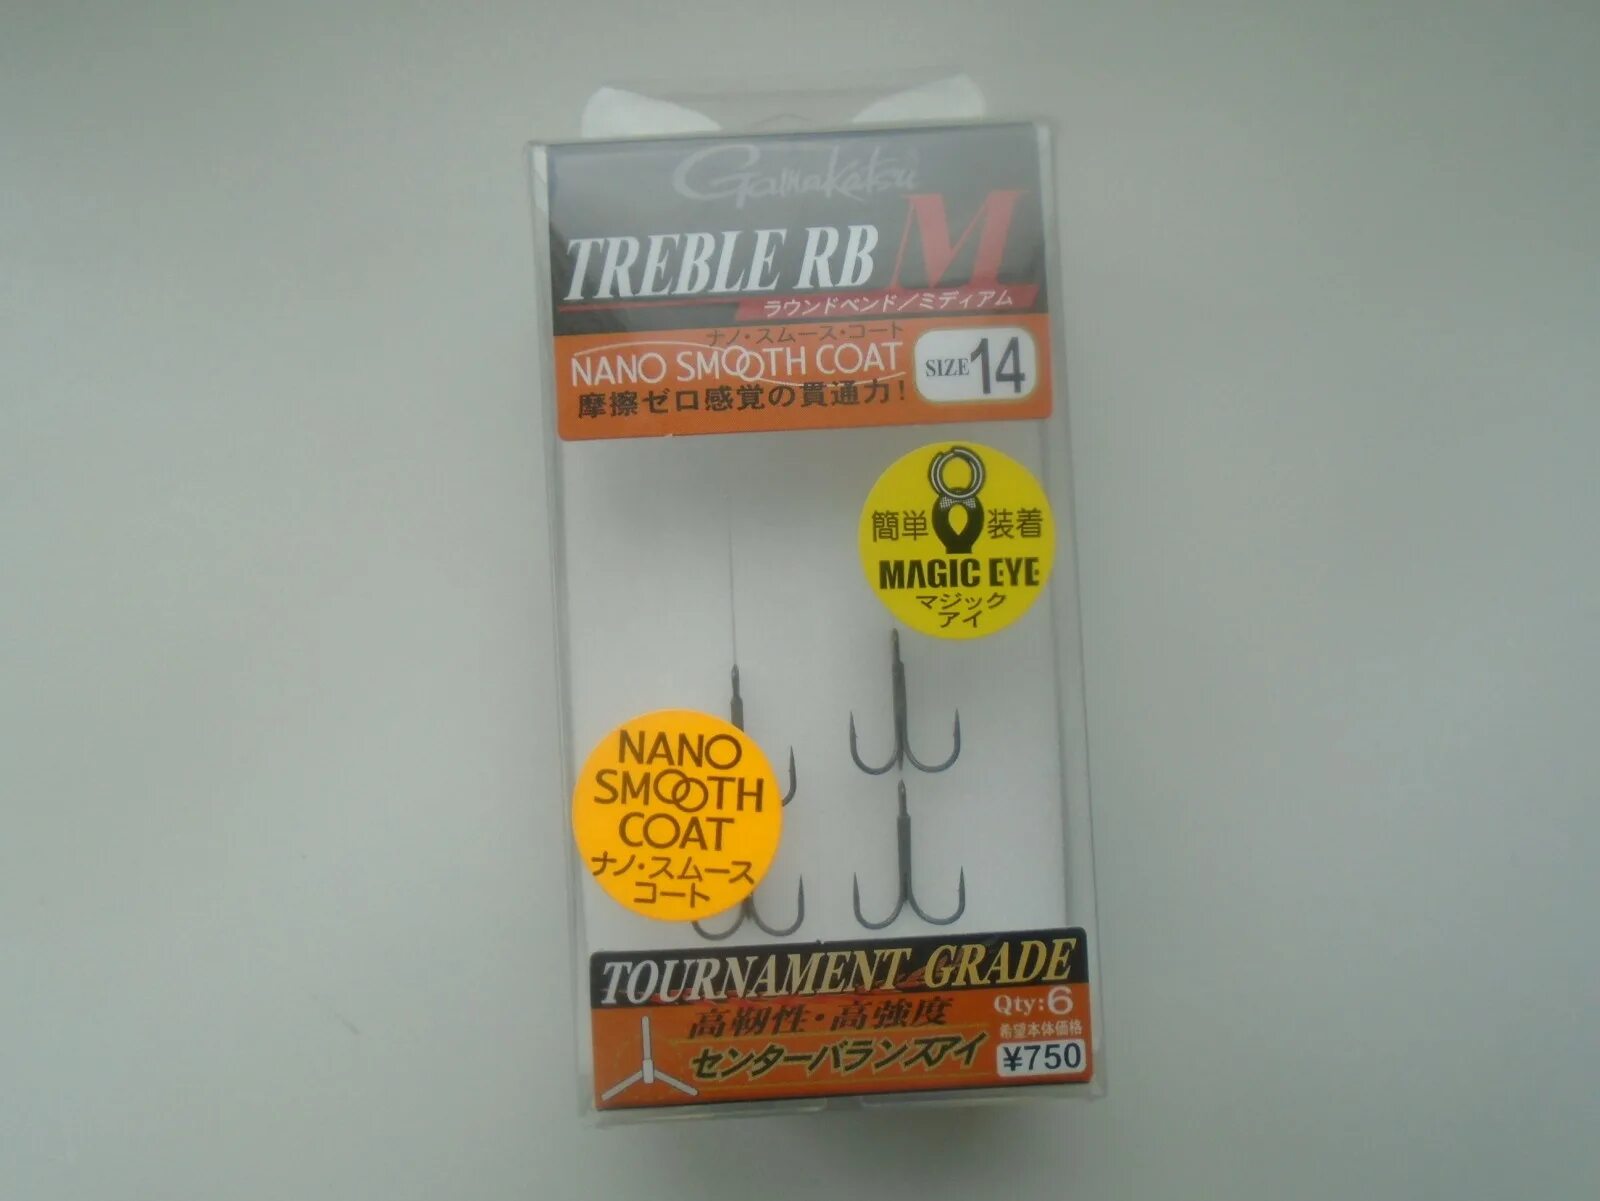 Gamakatsu
TREBLE RB M
ラウンドベンド／ミディアム
ナノ・スムース・コート
NANO SMOOTH COAT
SIZE 14
摩擦ゼロ感覚の貫通力！
簡単 装着
MAGIC EYE
マジック
アイ
NANO
SMOOTH
COAT
ナノ・スムース
コート
TOURNAMENT GRADE
高靭性・高強度
Qty:6
希望本体価格
センターバランスアイ
¥750